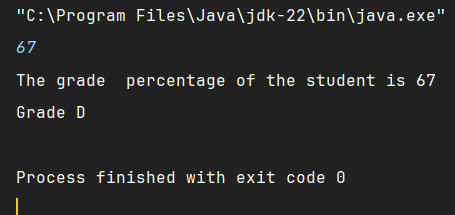 "C:\Program Files\Java\jdk-22\bin\java.exe"
67
The grade  percentage of the student is 67
Grade D
Process finished with exit code 0